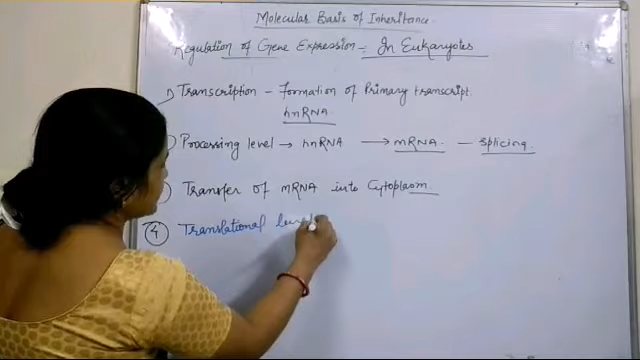 Molecular Basis of Inheritance.
Regulation of Gene Expression - In Eukaryotes
1) Transcription - Formation of Primary transcript.
hnRNA
) Processing level → hnRNA → mRNA. - Splicing.
) Transfer of mRNA into Cytoplasm.
4 Translational